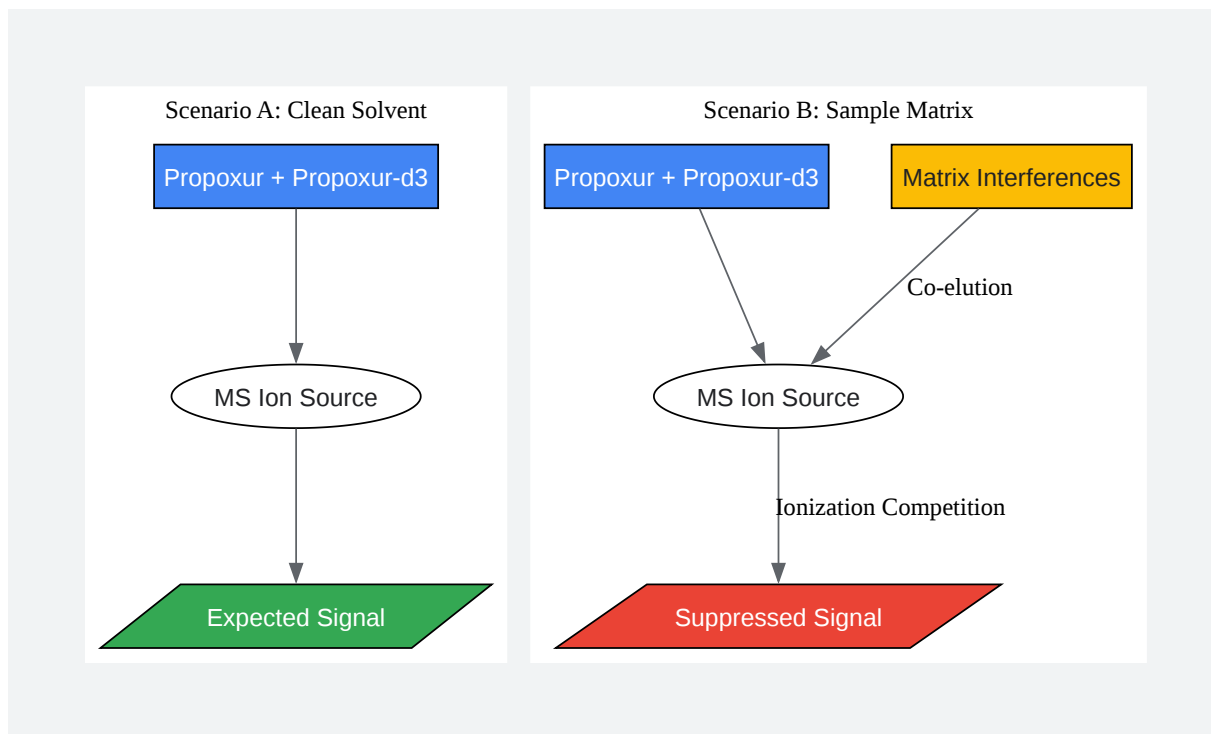 Scenario A: Clean Solvent
Propoxur + Propoxur-d3
MS Ion Source
Expected Signal
Scenario B: Sample Matrix
Propoxur + Propoxur-d3
Matrix Interferences
Co-elution
MS Ion Source
Ionization Competition
Suppressed Signal